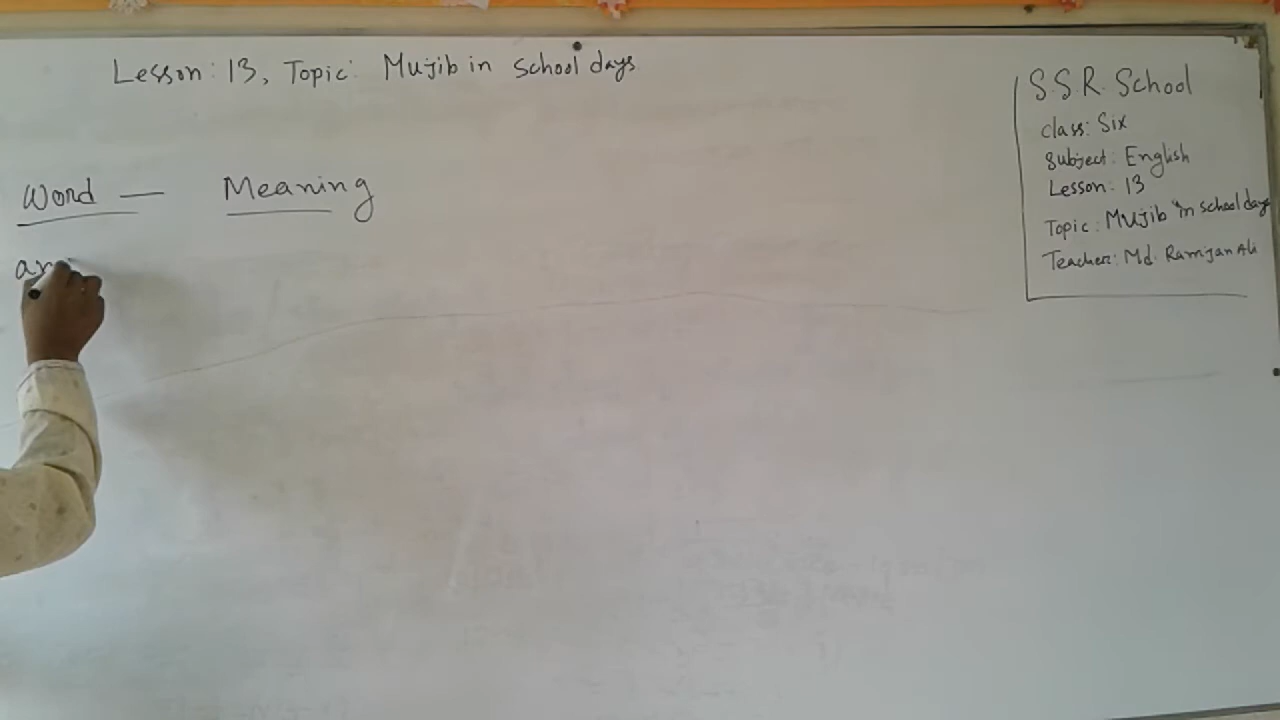 Lesson: 13, Topic: Mujib in school days
Word — Meaning
S.S.R. School
class: Six
Subject: English
Lesson: 13
Topic: Mujib in school days
Teacher: Md. Ramjan Ali